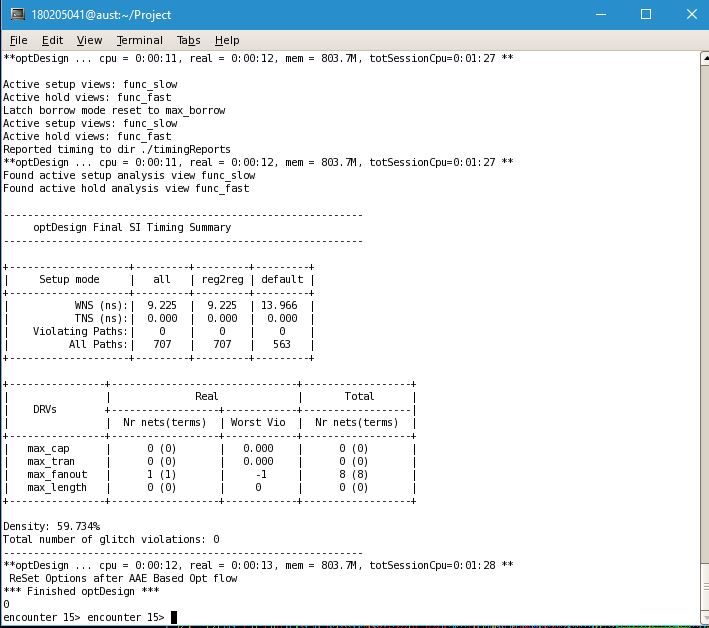 180205041@aust:~/Project
File Edit View Terminal Tabs Help
**optDesign ... cpu = 0:00:11, real = 0:00:12, mem = 803.7M, totSessionCpu=0:01:27 **
Active setup views: func_slow
Active hold views: func_fast
Latch borrow mode reset to max_borrow
Active setup views: func_slow
Active hold views: func_fast
Reported timing to dir ./timingReports
**optDesign ... cpu = 0:00:11, real = 0:00:12, mem = 803.7M, totSessionCpu=0:01:27 **
Found active setup analysis view func_slow
Found active hold analysis view func_fast
------------------------------------------------------------
     optDesign Final SI Timing Summary
------------------------------------------------------------
+--------------------+---------+---------+---------+
|     Setup mode     |   all   | reg2reg | default |
+--------------------+---------+---------+---------+
|           WNS (ns):|  9.225  |  9.225  | 13.966  |
|           TNS (ns):|  0.000  |  0.000  |  0.000  |
|    Violating Paths:|    0    |    0    |    0    |
|          All Paths:|   707   |   707   |   563   |
+--------------------+---------+---------+---------+
+----------------+-------------------------------+------------------+
|                |              Real             |       Total      |
|    DRVs        +------------------+------------+------------------|
|                |  Nr nets(terms)  | Worst Vio  |  Nr nets(terms)  |
+----------------+------------------+------------+------------------+
|   max_cap      |      0 (0)       |   0.000    |      0 (0)       |
|   max_tran     |      0 (0)       |   0.000    |      0 (0)       |
|   max_fanout   |      1 (1)       |     -1     |      8 (8)       |
|   max_length   |      0 (0)       |     0      |      0 (0)       |
+----------------+------------------+------------+------------------+
Density: 59.734%
Total number of glitch violations: 0
------------------------------------------------------------
**optDesign ... cpu = 0:00:12, real = 0:00:13, mem = 803.7M, totSessionCpu=0:01:28 **
 ReSet Options after AAE Based Opt flow
*** Finished optDesign ***
0
encounter 15> encounter 15>